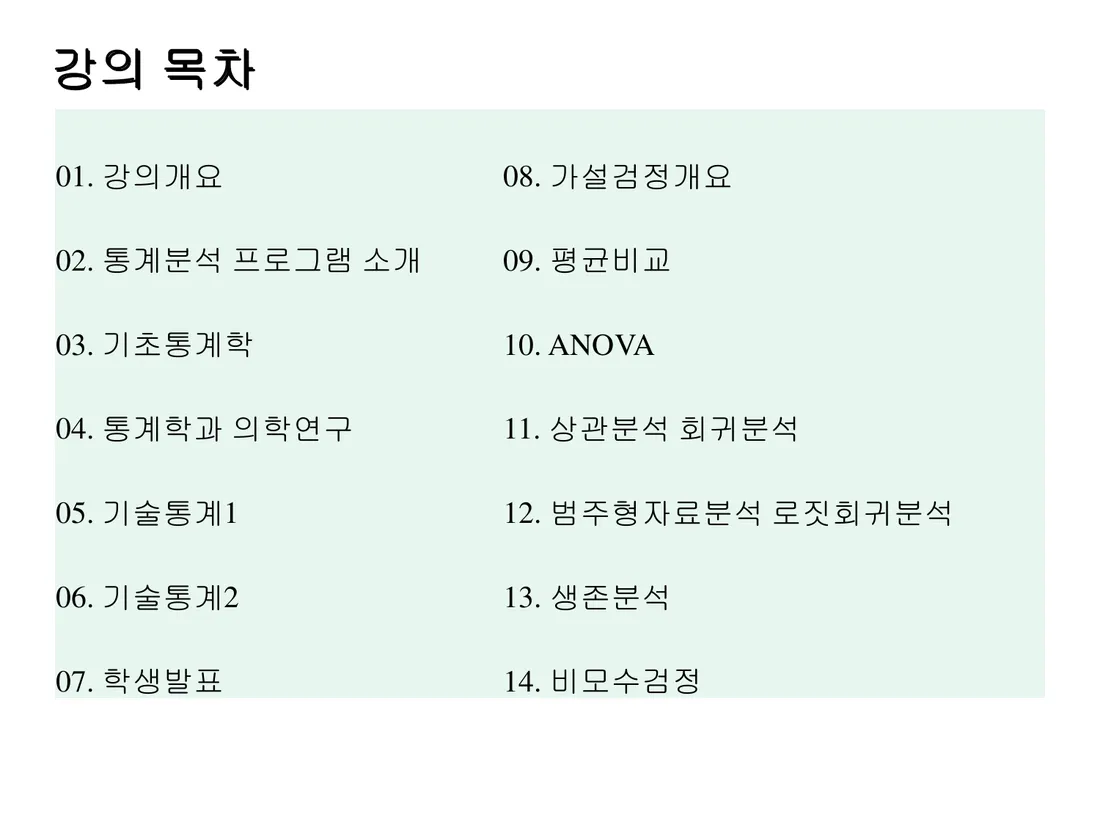 강의 목차
01. 강의개요
02. 통계분석 프로그램 소개
03. 기초통계학
04. 통계학과 의학연구
05. 기술통계1
06. 기술통계2
07. 학생발표
08. 가설검정개요
09. 평균비교
10. ANOVA
11. 상관분석 회귀분석
12. 범주형자료분석 로짓회귀분석
13. 생존분석
14. 비모수검정